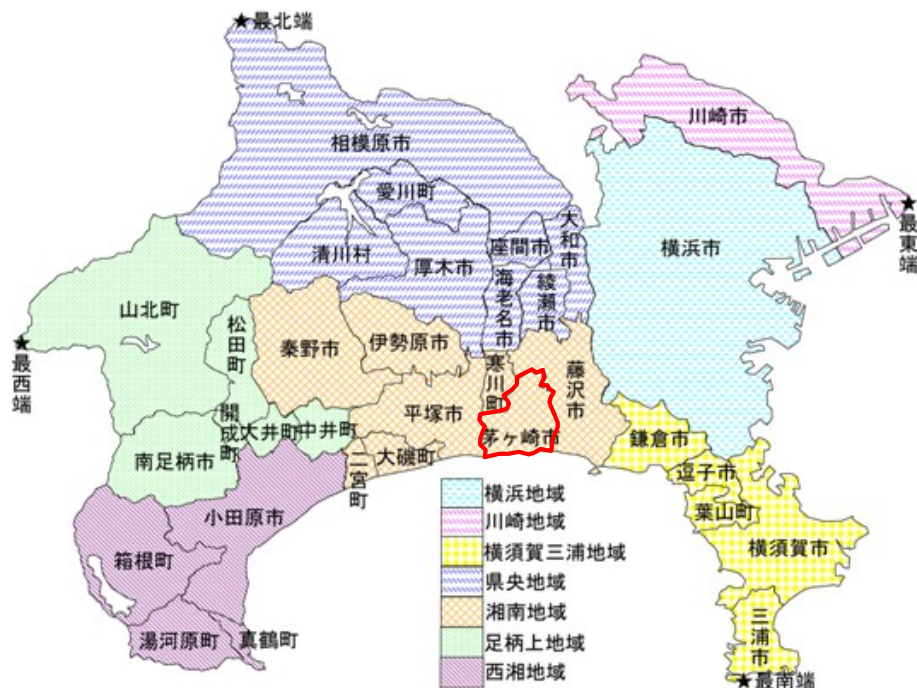 ★最北端
川崎市
相模原市
愛川町
★最東端
大和市
座間市
横浜市
清川村
厚木市
海老名市
綾瀬市
山北町
松田町
秦野市
伊勢原市
★最西端
寒川町
藤沢市
平塚市
開成町
大井町
中井町
茅ヶ崎市
鎌倉市
南足柄市
二宮町
大磯町
逗子市
葉山町
小田原市
横須賀市
箱根町
湯河原町
真鶴町
三浦市
★最南端
横浜地域
川崎地域
横須賀三浦地域
県央地域
湘南地域
足柄上地域
西湘地域